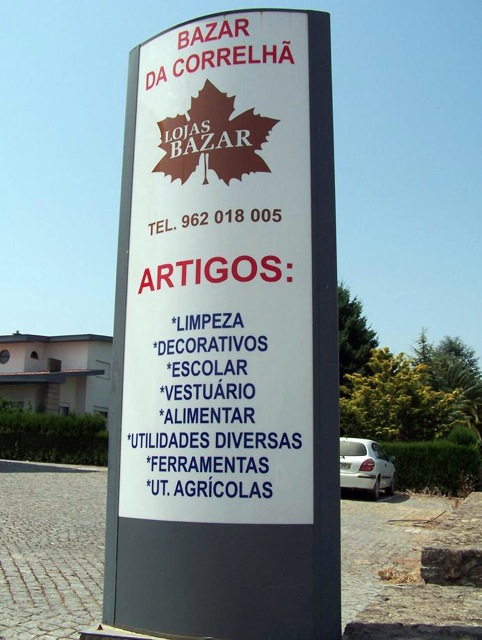 BAZAR
DA CORRELHÃ
LOJAS
BAZAR
TEL. 962 018 005
ARTIGOS:
*LIMPEZA
*DECORATIVOS
*ESCOLAR
*VESTUÁRIO
*ALIMENTAR
*UTILIDADES DIVERSAS
*FERRAMENTAS
*UT. AGRÍCOLAS